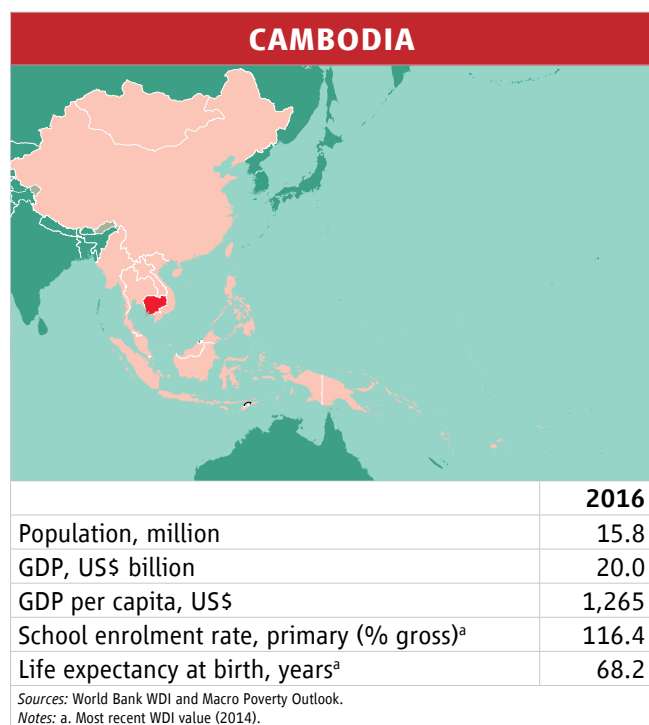 CAMBODIA
2016
Population, million 15.8
GDP, US$ billion 20.0
GDP per capita, US$ 1,265
School enrolment rate, primary (% gross)ᵃ 116.4
Life expectancy at birth, yearsᵃ 68.2
Sources: World Bank WDI and Macro Poverty Outlook.
Notes: a. Most recent WDI value (2014).